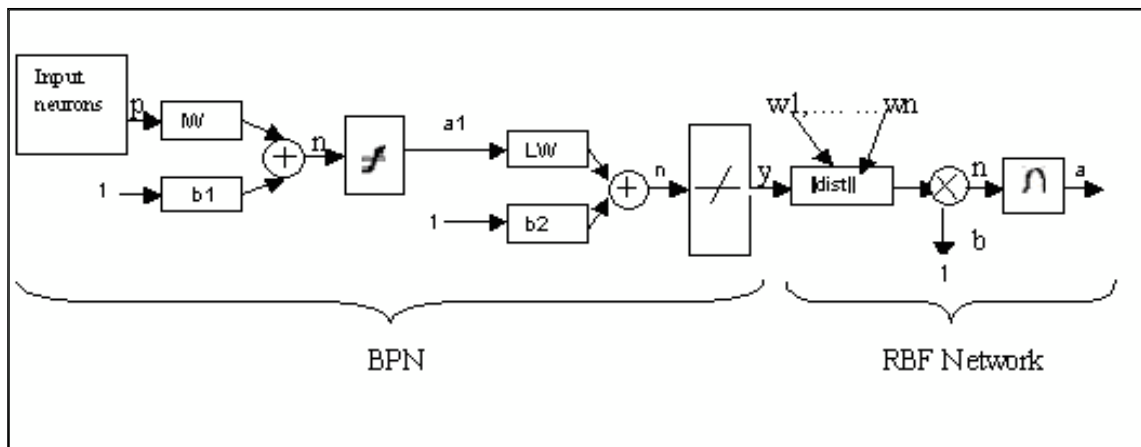 Input
neurons
p
IW
n
1
b1
a1
LW
1
b2
n
y
w1,..... ....wn
||dist||
n
a
b
1
BPN
RBF Network